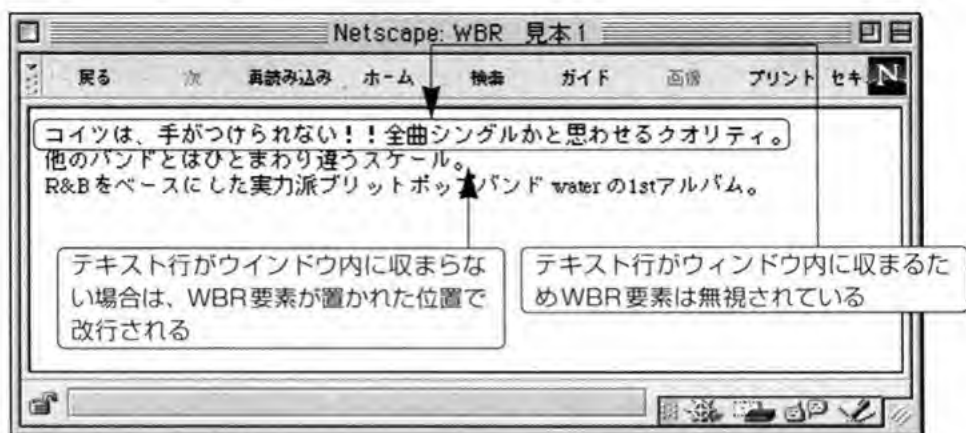 Netscape: WBR 見本1
戻る 次 再読み込み ホーム 検索 ガイド 画像 プリント セキ N
コイツは、手がつけられない!!全曲シングルかと思わせるクオリティ。
他のバンドとはひとまわり違うスケール。
R&Bをベースにした実力派ブリットポップバンド waterの1stアルバム。
テキスト行がウインドウ内に収まらな
い場合は、WBR要素が置かれた位置で
改行される
テキスト行がウィンドウ内に収まるた
めWBR要素は無視されている